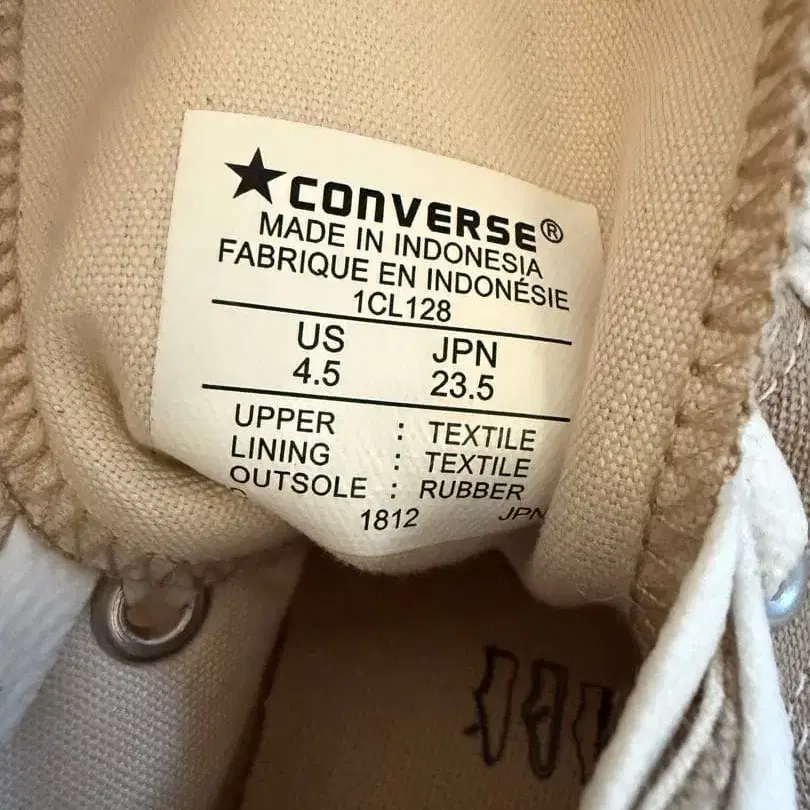 CONVERSE®
MADE IN INDONESIA
FABRIQUE EN INDONÉSIE
1CL128
US JPN
4.5 23.5
UPPER : TEXTILE
LINING : TEXTILE
OUTSOLE : RUBBER
1812 JPN